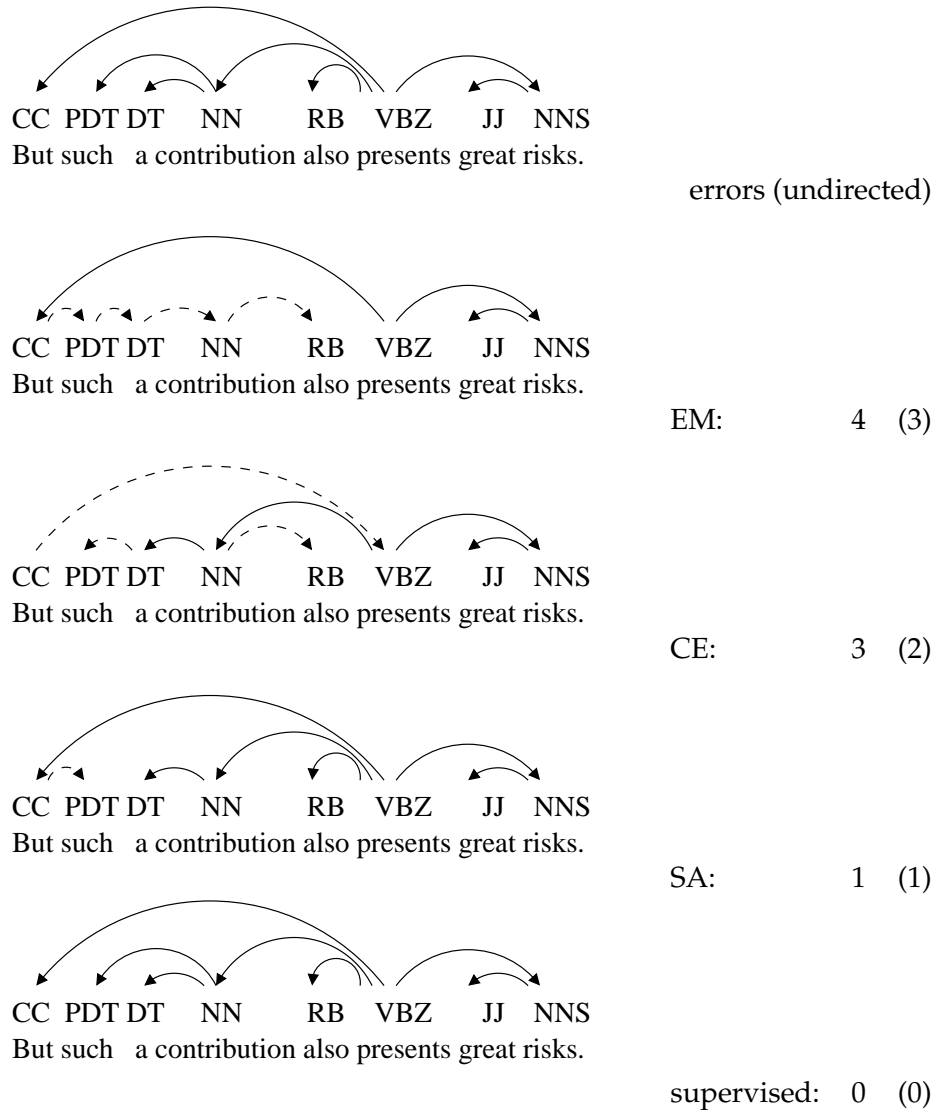 CC PDT DT NN RB VBZ JJ NNS
But such a contribution also presents great risks.
errors (undirected)
CC PDT DT NN RB VBZ JJ NNS
But such a contribution also presents great risks.
EM: 4 (3)
CC PDT DT NN RB VBZ JJ NNS
But such a contribution also presents great risks.
CE: 3 (2)
CC PDT DT NN RB VBZ JJ NNS
But such a contribution also presents great risks.
SA: 1 (1)
CC PDT DT NN RB VBZ JJ NNS
But such a contribution also presents great risks.
supervised: 0 (0)